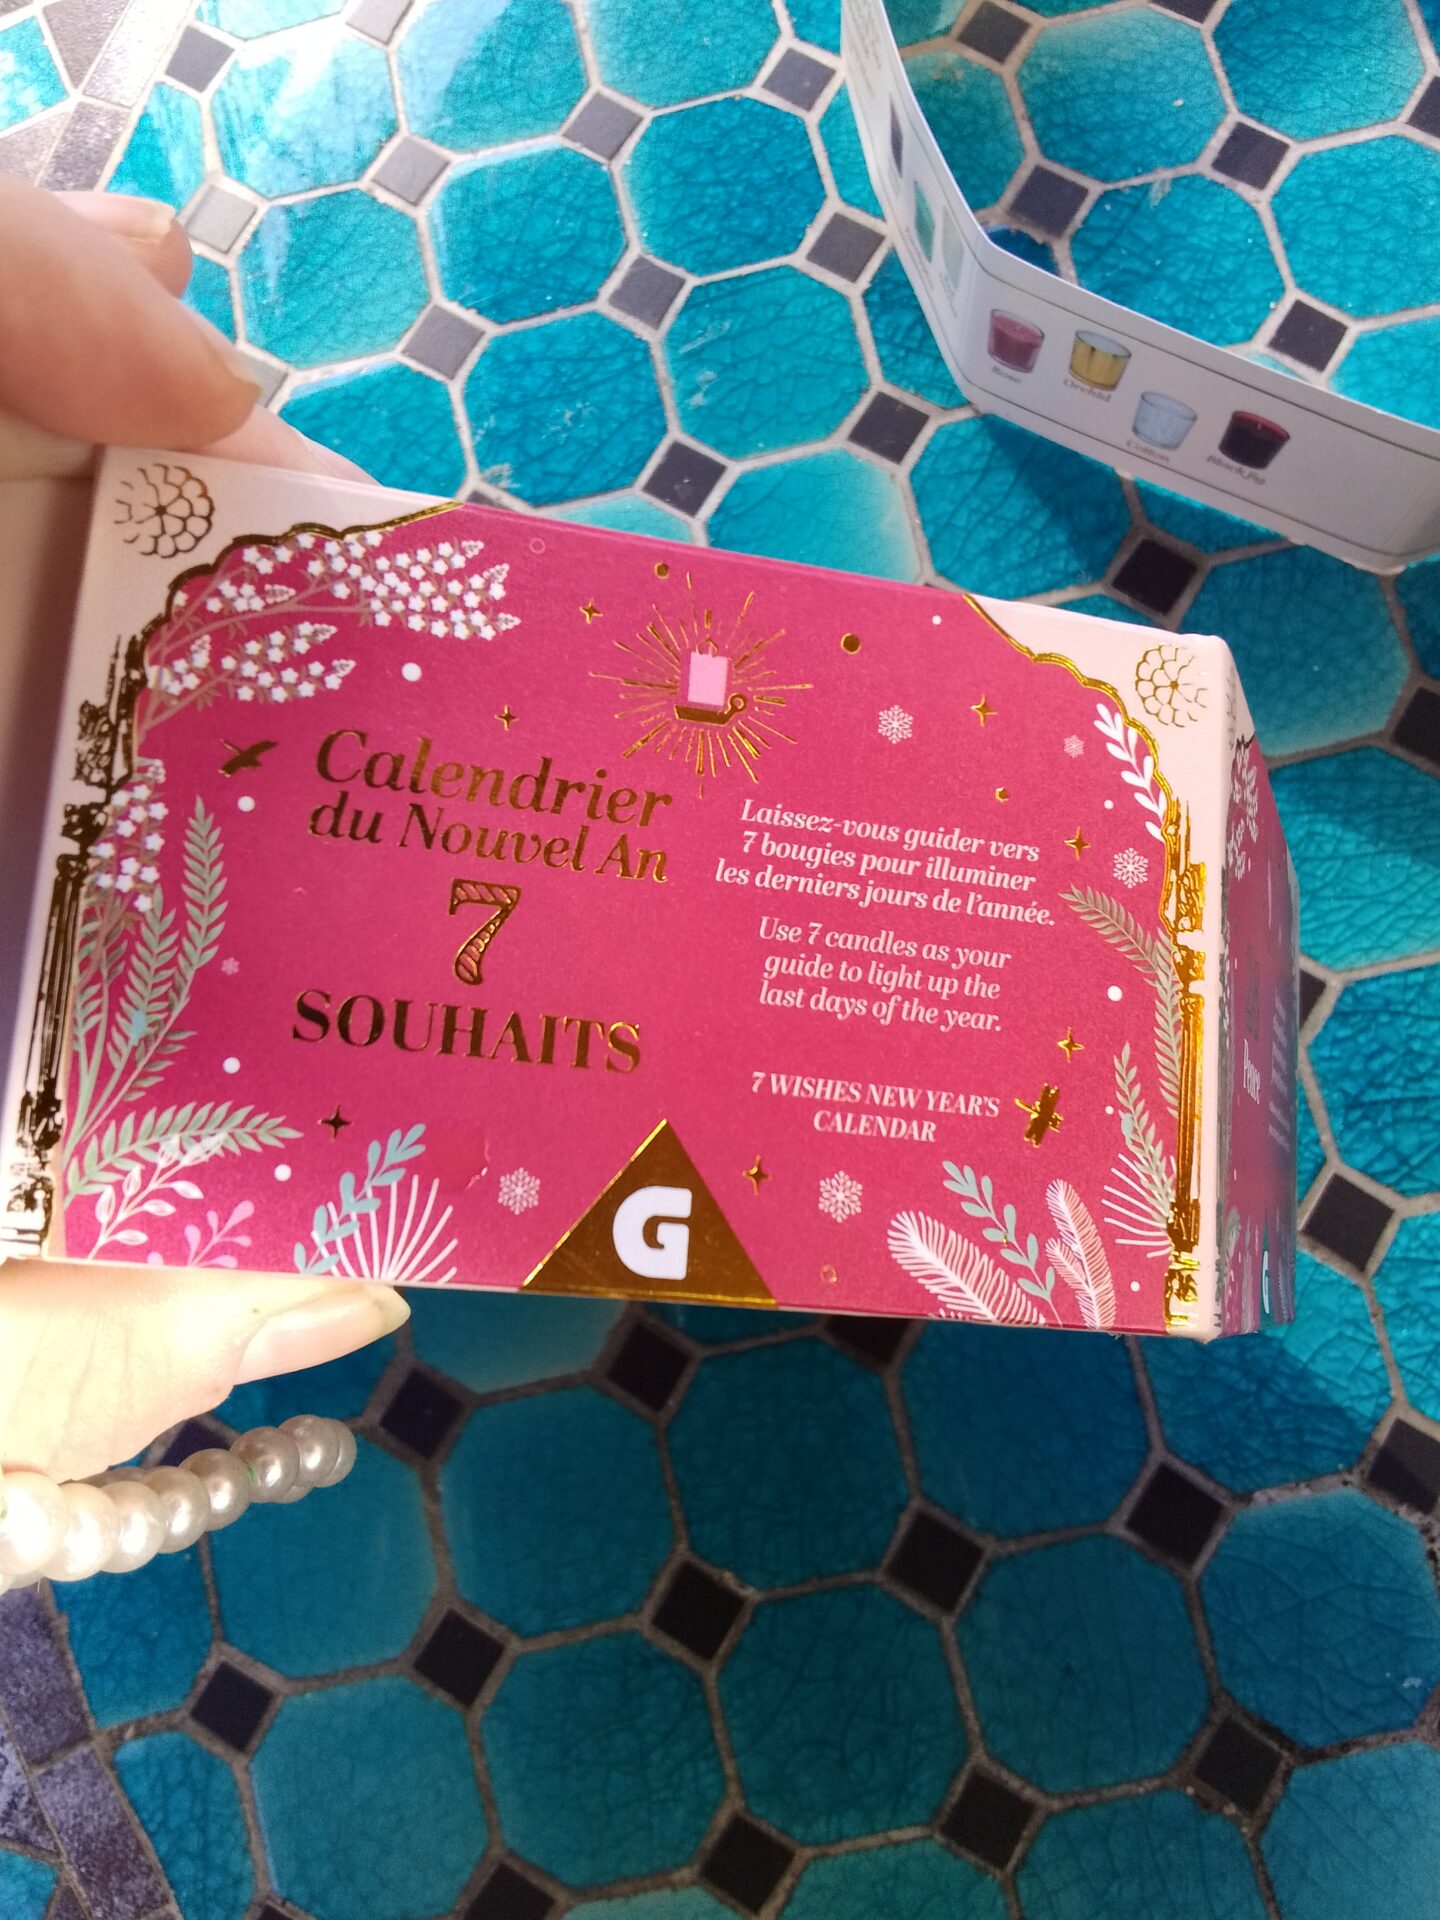 Rose
Orchid
Cotton
Black fig
Calendrier
du Nouvel An
7
SOUHAITS
Laissez-vous guider vers
7 bougies pour illuminer
les derniers jours de l'année.
Use 7 candles as your
guide to light up the
last days of the year.
7 WISHES NEW YEAR'S
CALENDAR
G
Peace
G